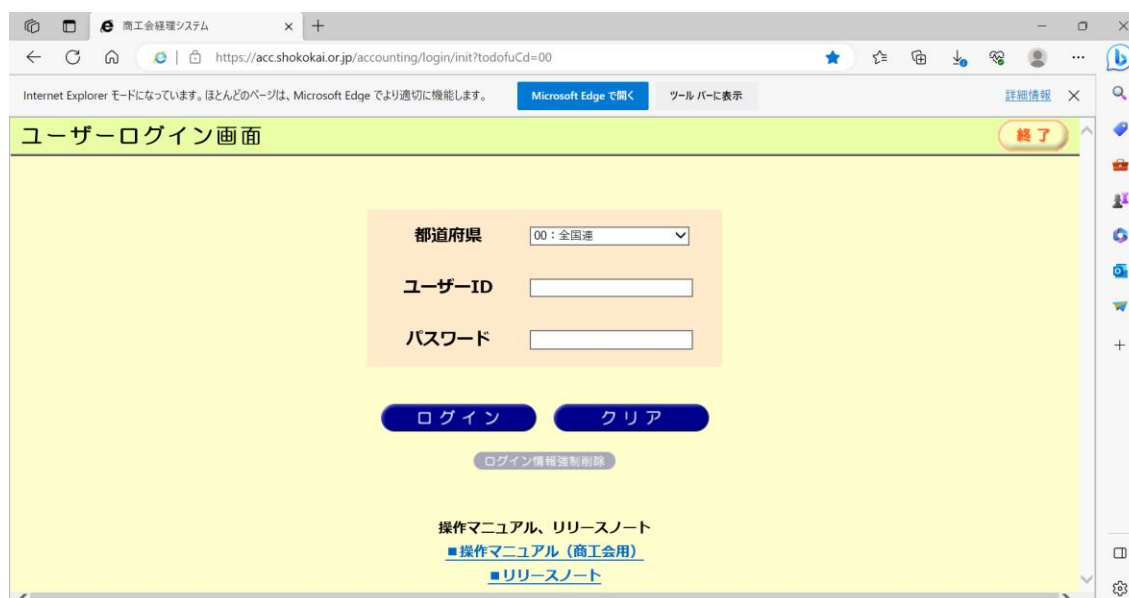 商工会経理システム
https://acc.shokokai.or.jp/accounting/login/init?todofuCd=00
Internet Explorer モードになっています。ほとんどのページは、Microsoft Edge でより適切に機能します。 Microsoft Edge で開く ツール バーに表示 詳細情報
ユーザーログイン画面 終了
都道府県 00：全国連
ユーザーID
パスワード
ログイン クリア
ログイン情報強制削除
操作マニュアル、リリースノート
■操作マニュアル（商工会用）
■リリースノート